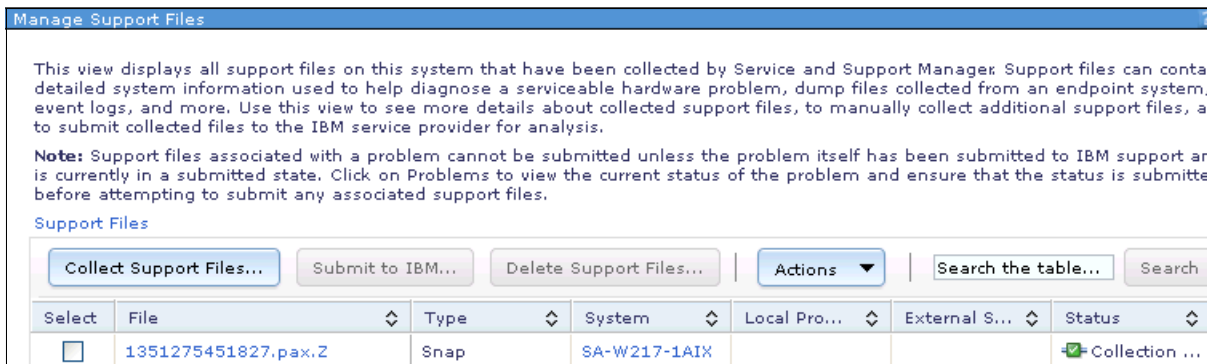 Manage Support Files
This view displays all support files on this system that have been collected by Service and Support Manager. Support files can conta
detailed system information used to help diagnose a serviceable hardware problem, dump files collected from an endpoint system,
event logs, and more. Use this view to see more details about collected support files, to manually collect additional support files, a
to submit collected files to the IBM service provider for analysis.
Note: Support files associated with a problem cannot be submitted unless the problem itself has been submitted to IBM support an
is currently in a submitted state. Click on Problems to view the current status of the problem and ensure that the status is submitte
before attempting to submit any associated support files.
Support Files
Collect Support Files... Submit to IBM... Delete Support Files... Actions Search the table... Search
Select File Type System Local Pro... External S... Status
1351275451827.pax.Z Snap SA-W217-1AIX Collection ...